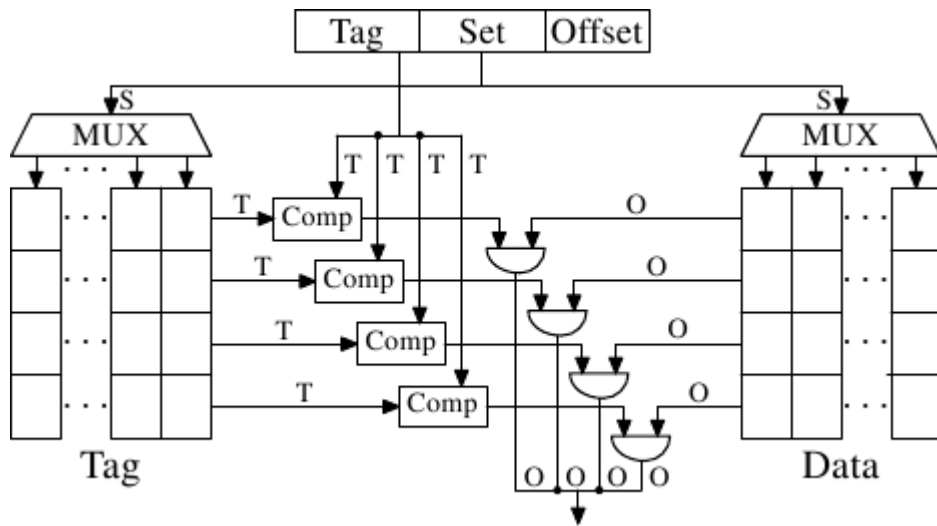 Tag Set Offset
S S
MUX MUX
. . . . . .
T T T T
T Comp O
. . . . . .
T Comp O
. . . . . .
T Comp O
. . . . . .
T Comp O
. . . . . .
Tag Data
O O O O